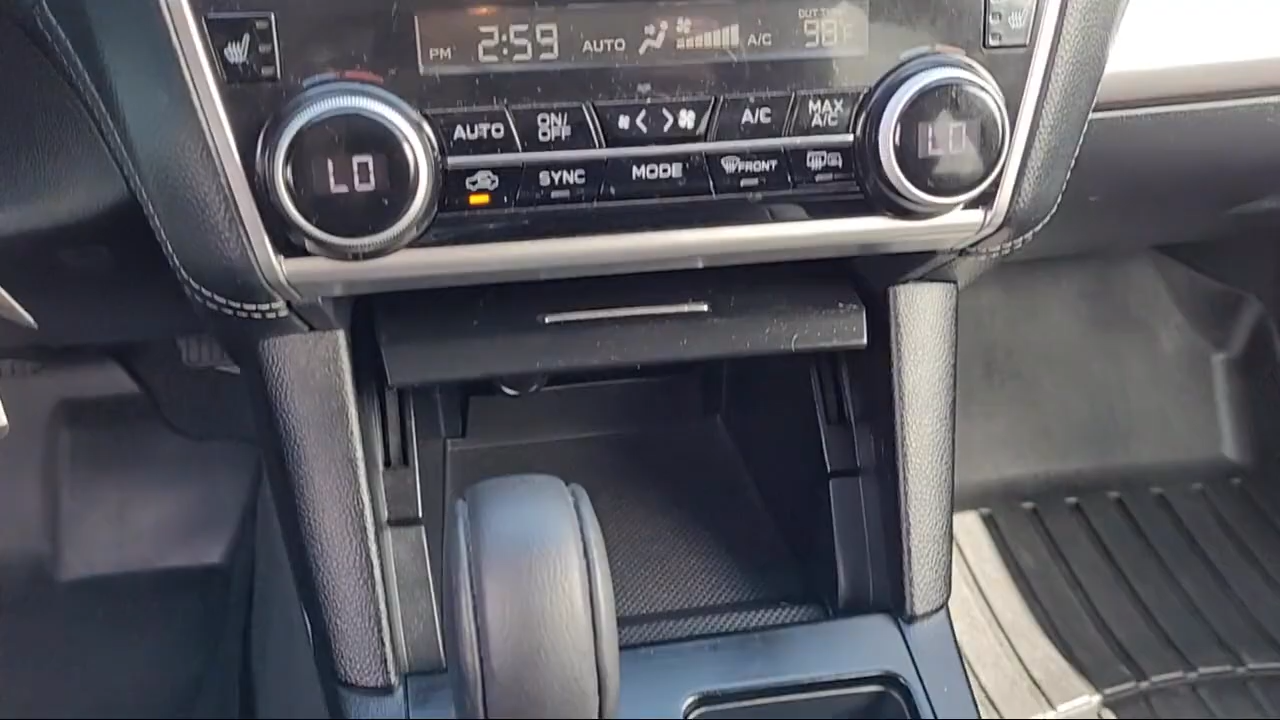 OUT TEMP
PM 2:59 AUTO A/C 98°F
AUTO ON/OFF A/C MAX A/C
LO LO
SYNC MODE FRONT